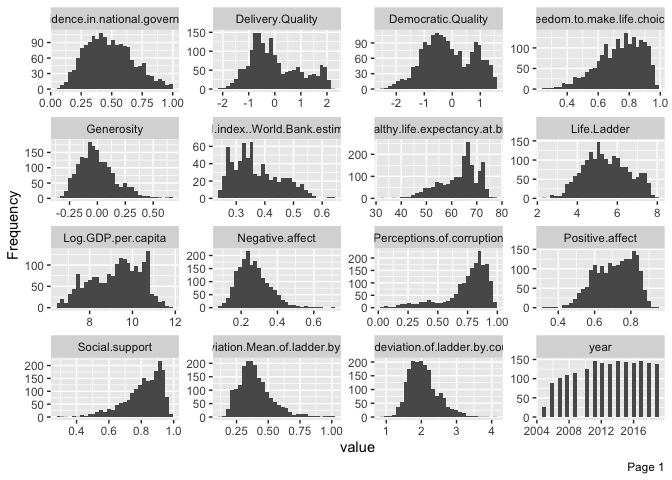 dence.in.national.govern Delivery.Quality Democratic.Quality eedom.to.make.life.choic
100 75 50 25 0
0.00 0.25 0.50 0.75 1.00
150 100 50 0
-2 -1 0 1 2
90 60 30 0
-2 -1 0 1
100 50 0
0.4 0.6 0.8 1.0
Generosity .index..World.Bank.estim althy.life.expectancy.at.b Life.Ladder
150 100 50 0
-0.25 0.00 0.25 0.50
60 40 20 0
0.3 0.4 0.5 0.6
200 100 0
30 40 50 60 70 80
150 100 50 0
2 4 6 8
Log.GDP.per.capita Negative.affect Perceptions.of.corruption Positive.affect
100 50 0
8 10 12
200 150 100 50 0
0.2 0.4 0.6
200 150 100 50 0
0.00 0.25 0.50 0.75 1.00
150 100 50 0
0.4 0.6 0.8
Social.support viation.Mean.of.ladder.by deviation.of.ladder.by.cou year
200 150 100 50 0
0.4 0.6 0.8 1.0
200 150 100 50 0
0.25 0.50 0.75 1.00
200 150 100 50 0
1 2 3 4
150 100 50 0
2004 2008 2012 2016
Frequency
value
Page 1